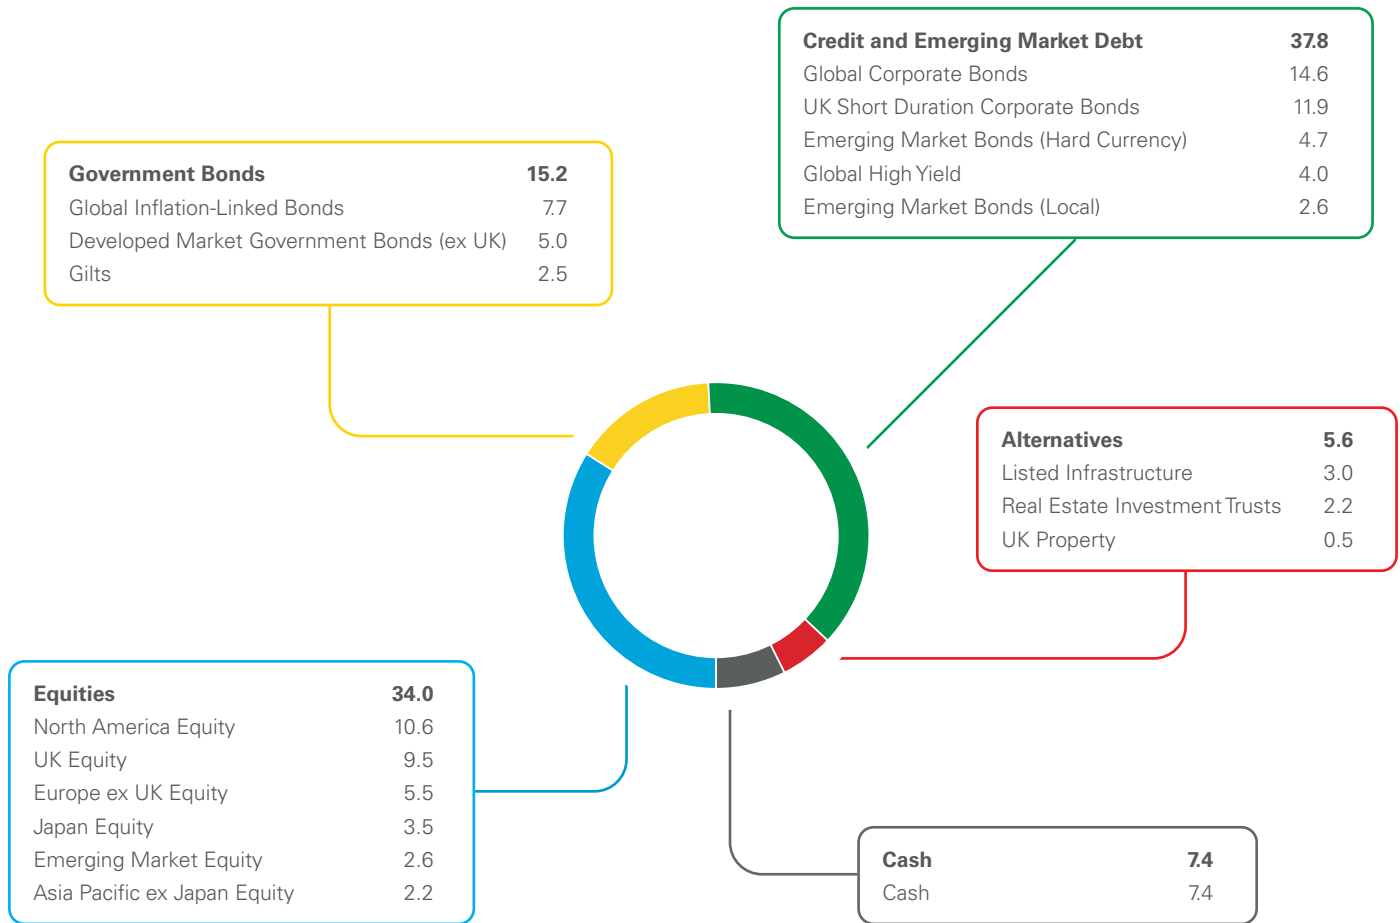 Credit and Emerging Market Debt 37.8
Global Corporate Bonds 14.6
UK Short Duration Corporate Bonds 11.9
Emerging Market Bonds (Hard Currency) 4.7
Global High Yield 4.0
Emerging Market Bonds (Local) 2.6
Government Bonds 15.2
Global Inflation-Linked Bonds 7.7
Developed Market Government Bonds (ex UK) 5.0
Gilts 2.5
Alternatives 5.6
Listed Infrastructure 3.0
Real Estate Investment Trusts 2.2
UK Property 0.5
Equities 34.0
North America Equity 10.6
UK Equity 9.5
Europe ex UK Equity 5.5
Japan Equity 3.5
Emerging Market Equity 2.6
Asia Pacific ex Japan Equity 2.2
Cash 7.4
Cash 7.4